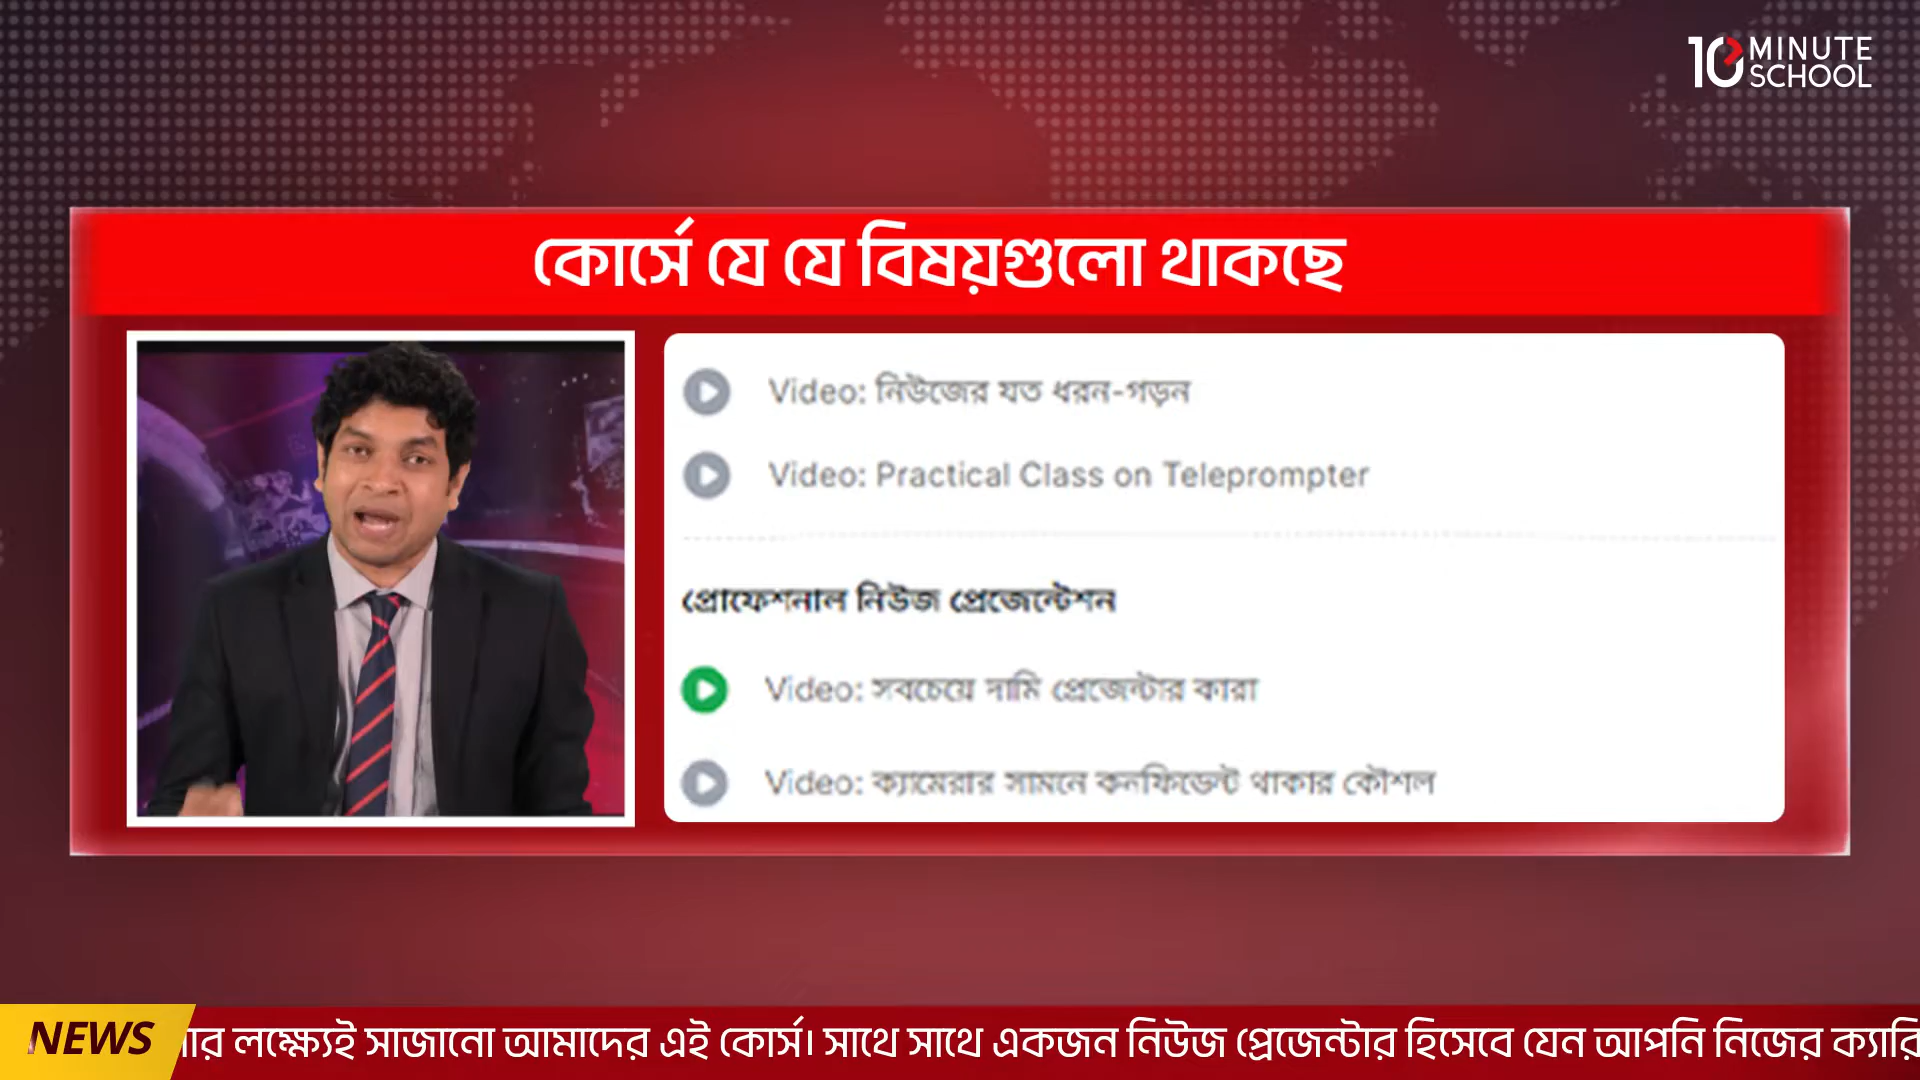 10 MINUTE
SCHOOL
কোর্সে যে যে বিষয়গুলো থাকছে
Video: নিউজের যত ধরন-গড়ন
Video: Practical Class on Teleprompter
প্রোফেশনাল নিউজ প্রেজেন্টেশন
Video: সবচেয়ে দামি প্রেজেন্টার কারা
Video: ক্যামেরার সামনে কনফিডেন্ট থাকার কৌশল
NEWS
লক্ষ্যেই সাজানো আমাদের এই কোর্স। সাথে সাথে একজন নিউজ প্রেজেন্টার হিসেবে যেন আপনি নিজের